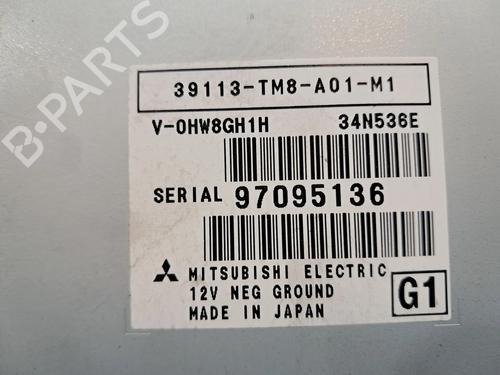 B-PARTS
39113-TM8-A01-M1
V-0HW8GH1H 34N536E
SERIAL 97095136
MITSUBISHI ELECTRIC
12V NEG GROUND
MADE IN JAPAN
G1